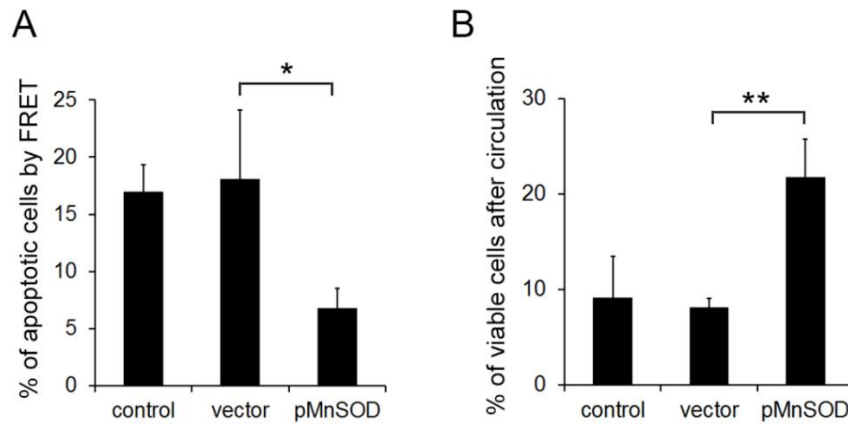 A
% of apoptotic cells by FRET
25
20
15
10
5
0
*
control vector pMnSOD
B
% of viable cells after circulation
30
20
10
0
**
control vector pMnSOD